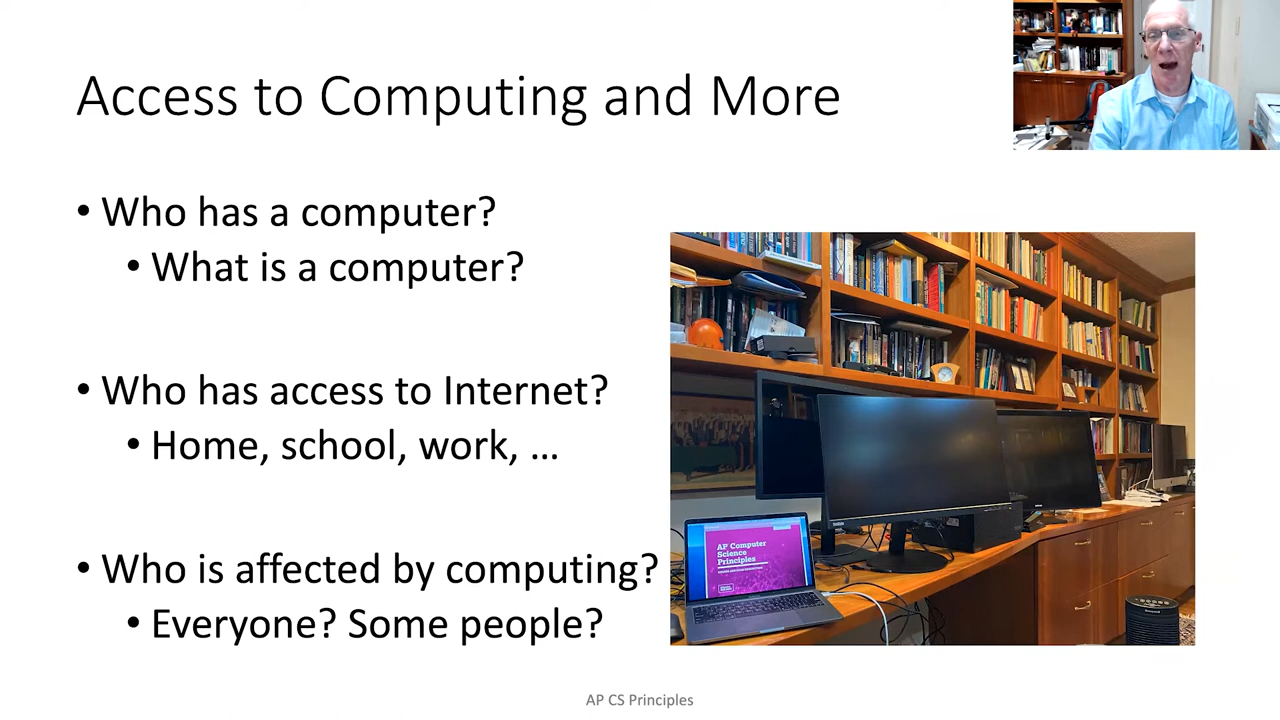 Access to Computing and More
• Who has a computer?
• What is a computer?
• Who has access to Internet?
• Home, school, work, …
• Who is affected by computing?
• Everyone? Some people?
AP Computer
Science
Principles
AP CS Principles